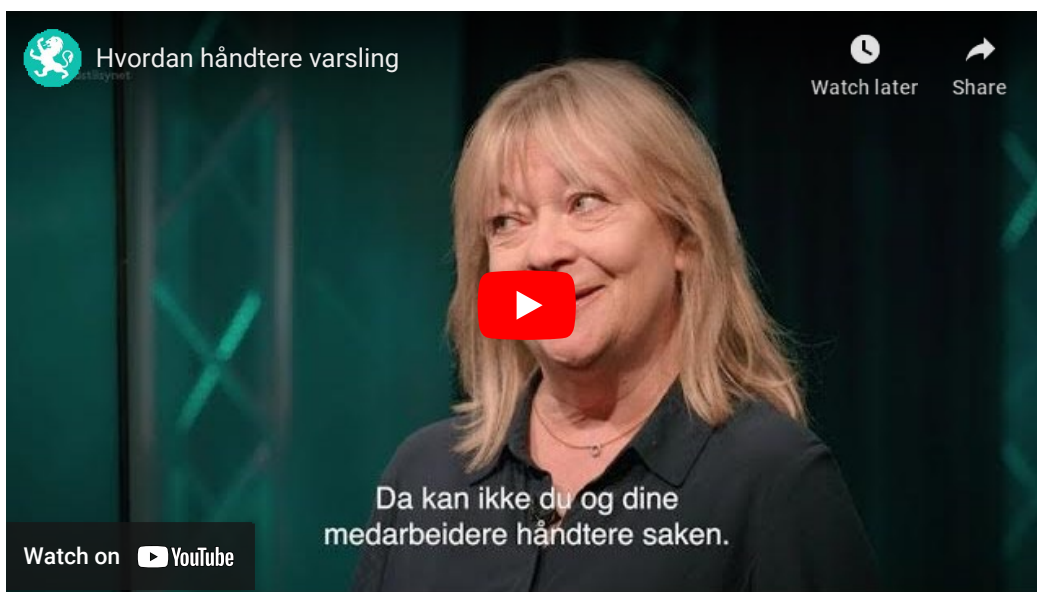 Hvordan håndtere varsling
Watch later
Share
Da kan ikke du og dine
medarbeidere håndtere saken.
Watch on YouTube